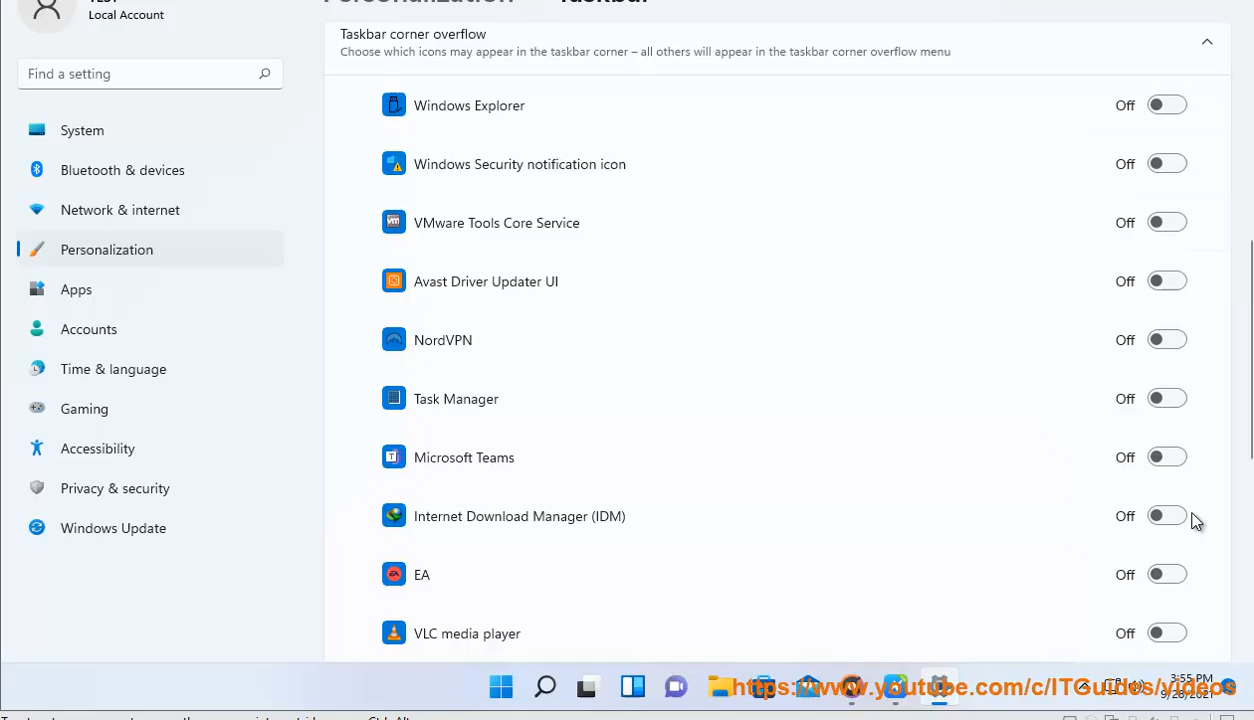 Local Account
Taskbar corner overflow
Choose which icons may appear in the taskbar corner – all others will appear in the taskbar corner overflow menu
Find a setting
System
Bluetooth & devices
Network & internet
Personalization
Apps
Accounts
Time & language
Gaming
Accessibility
Privacy & security
Windows Update
Windows Explorer Off
Windows Security notification icon Off
VMware Tools Core Service Off
Avast Driver Updater UI Off
NordVPN Off
Task Manager Off
Microsoft Teams Off
Internet Download Manager (IDM) Off
EA Off
VLC media player Off
https://www.youtube.com/c/ITGuides/videos
3:55 PM
9/28/2021